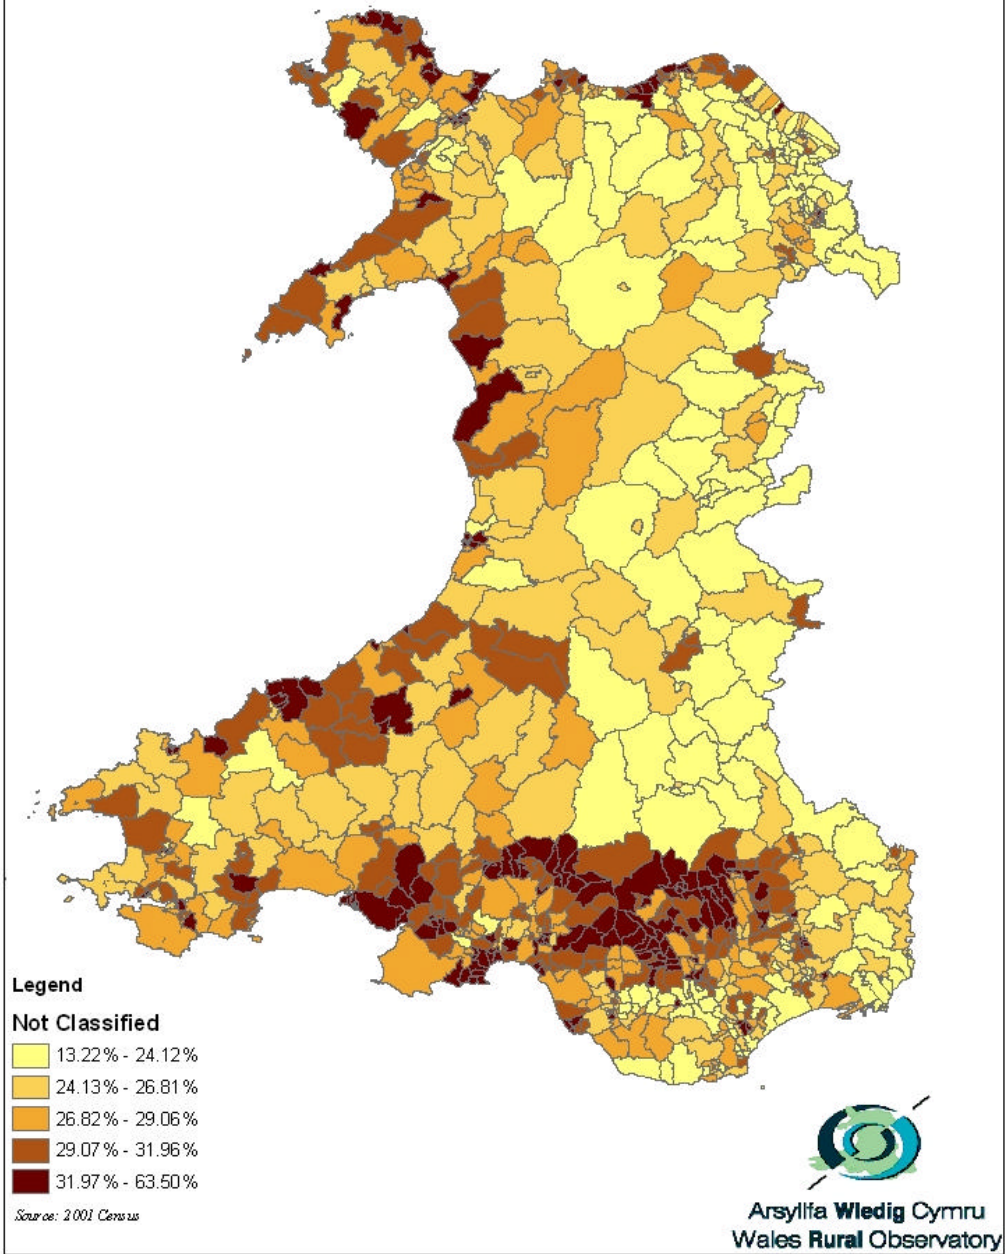 Legend
Not Classified
13.22% - 24.12%
24.13% - 26.81%
26.82% - 29.06%
29.07% - 31.96%
31.97% - 63.50%
Source: 2001 Census
Arsyllfa Wledig Cymru
Wales Rural Observatory